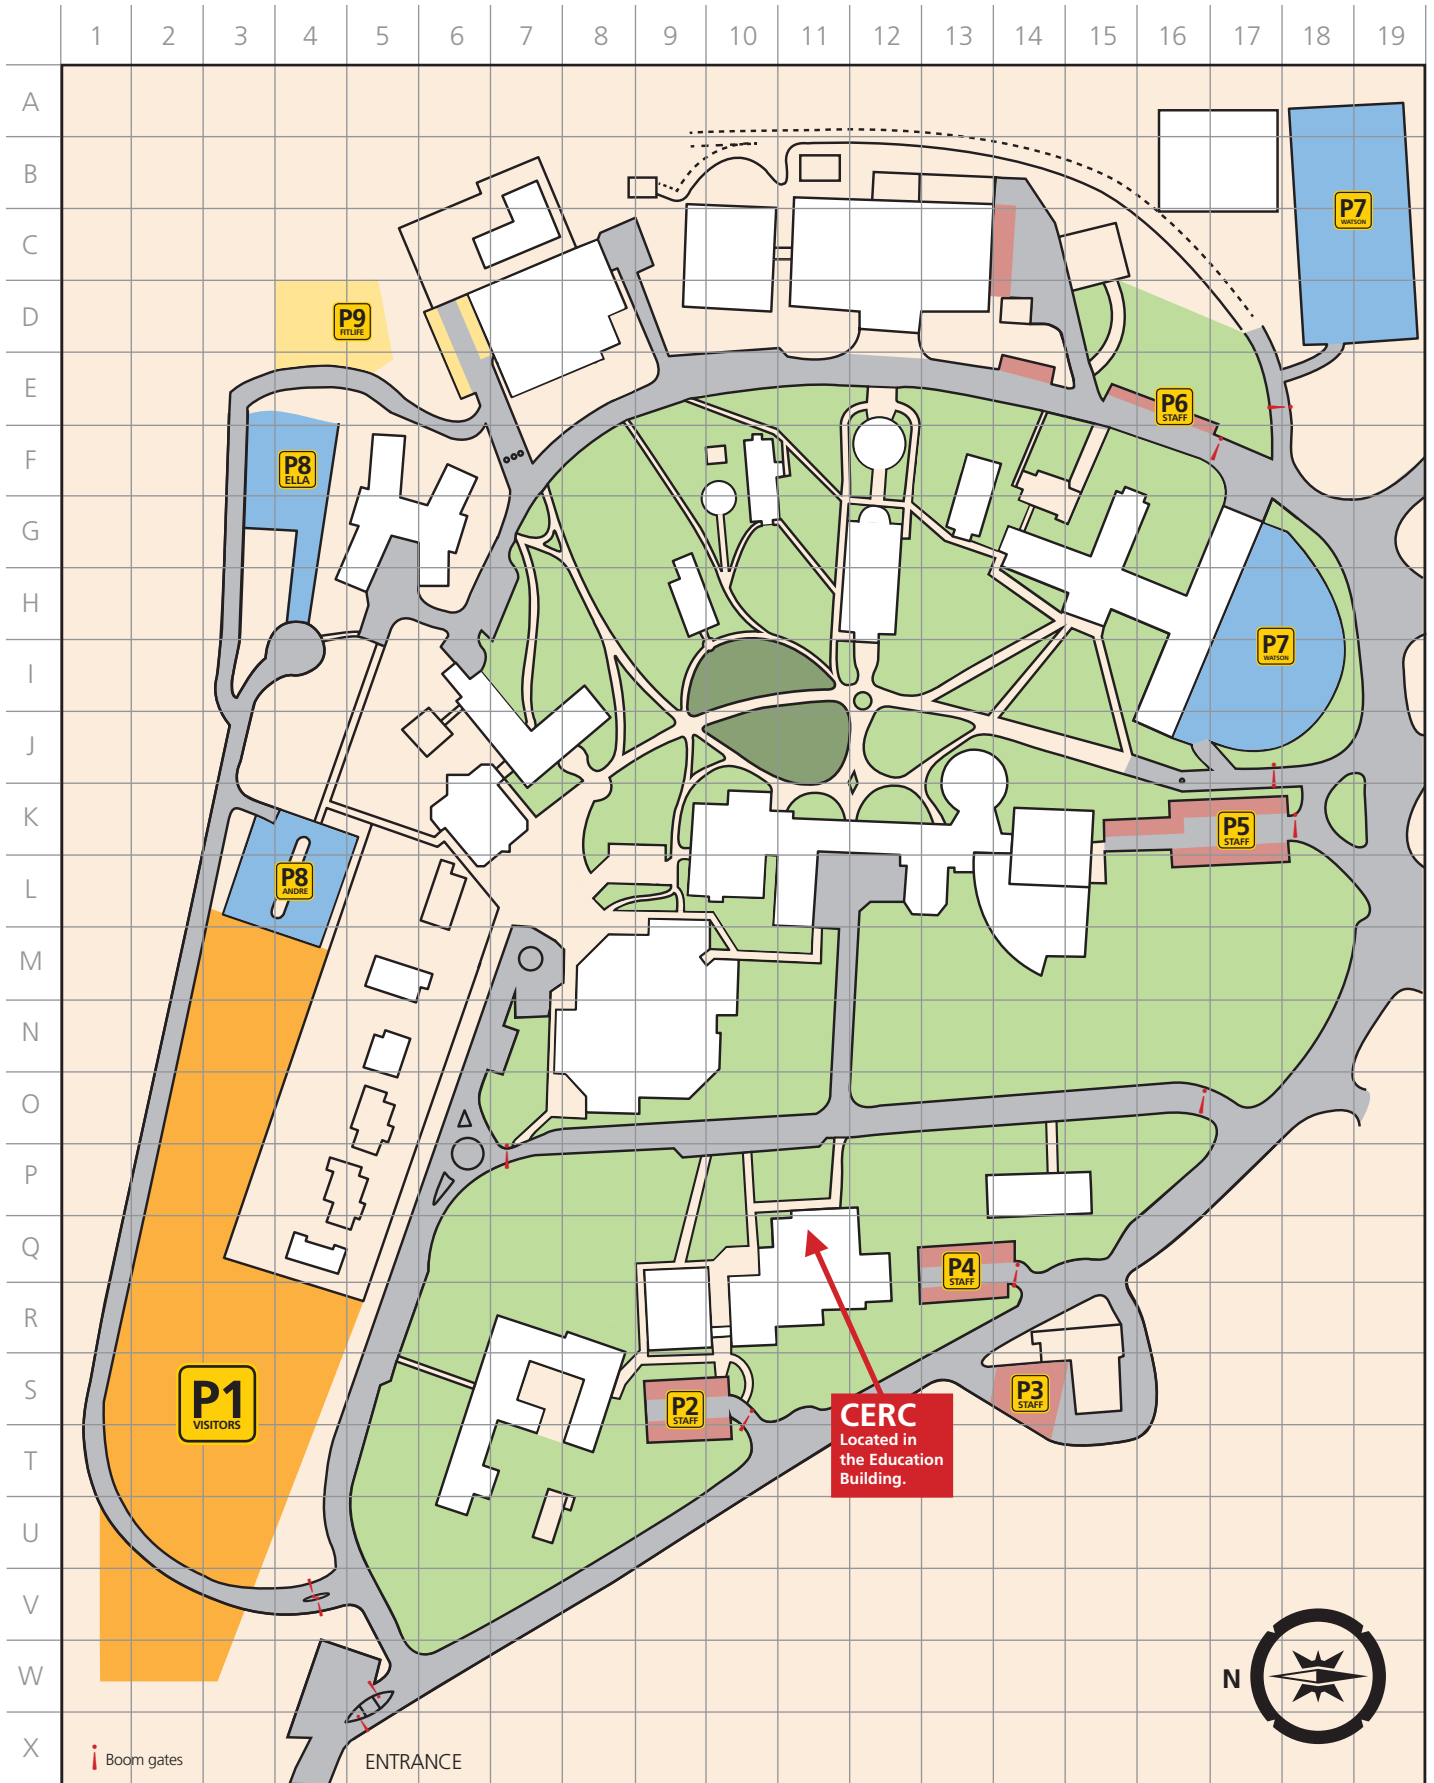 1 2 3 4 5 6 7 8 9 10 11 12 13 14 15 16 17 18 19
A
B
P7
WATSON
C
D
P9
FITLIFE
E
P6
STAFF
F
P8
ELLA
G
H
I
P7
WATSON
J
K
P5
STAFF
L
P8
ANDRE
M
N
O
P
Q
P4
STAFF
R
S
P1
VISITORS
P2
STAFF
P3
STAFF
CERC
Located in
the Education
Building.
T
U
V
W
N
X
Boom gates
ENTRANCE